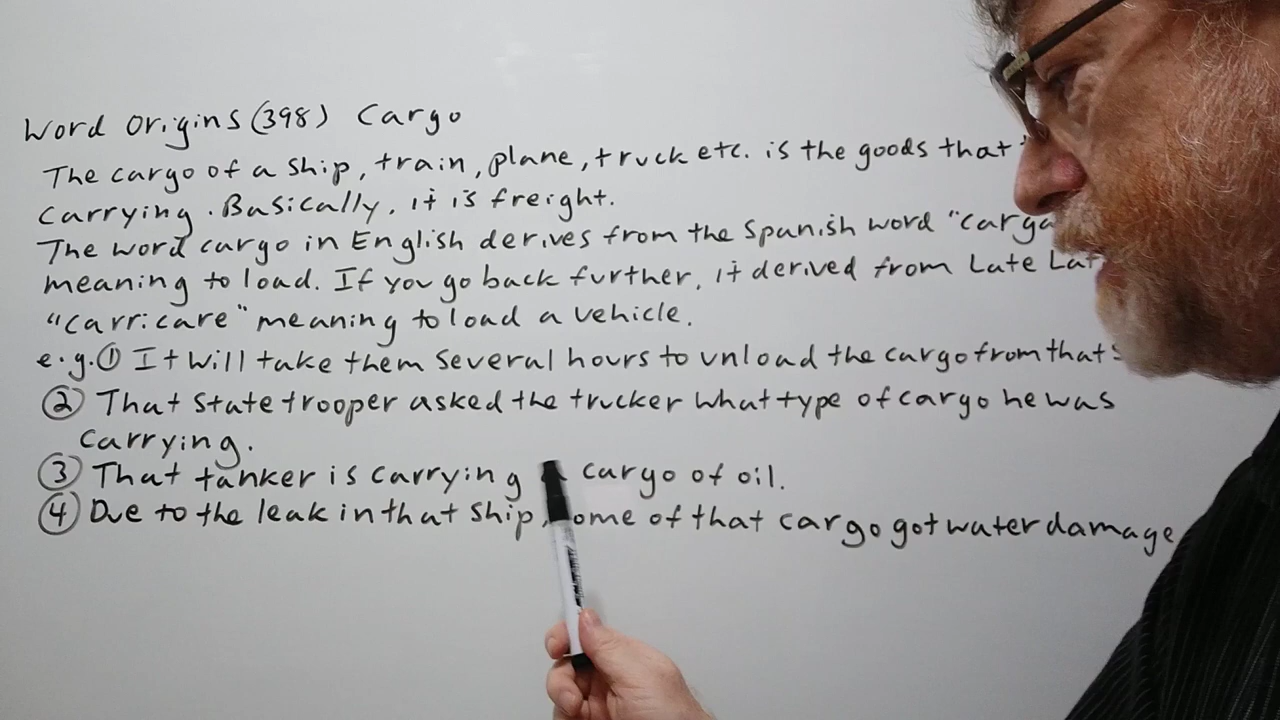 Word Origins (398) Cargo
The cargo of a ship, train, plane, truck etc. is the goods that
carrying. Basically, it is freight.
The word cargo in English derives from the Spanish word "carga
meaning to load. If you go back further, it derived from Late Lat
"carricare" meaning to load a vehicle.
e.g. ① It will take them several hours to unload the cargo from that
② That state trooper asked the trucker what type of cargo he was
carrying.
③ That tanker is carrying cargo of oil.
④ Due to the leak in that ship, ome of that cargo got water damage